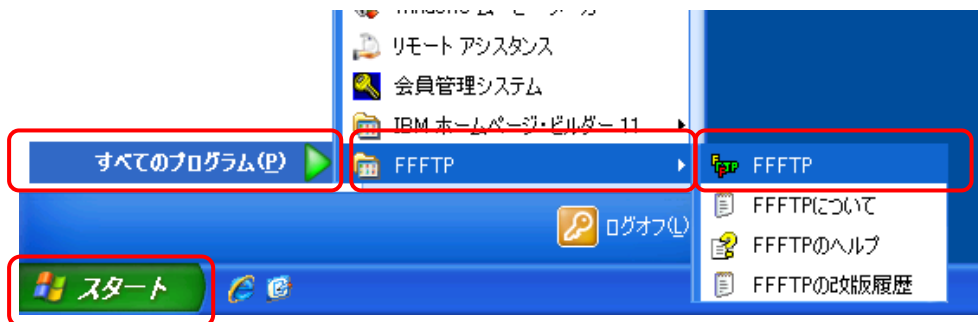 リモート アシスタンス
会員管理システム
IBM ホームページ・ビルダー 11
すべてのプログラム(P)
FFFTP
FFFTP
FFFTPについて
ログオフ(L)
FFFTPのヘルプ
FFFTPの改版履歴
スタート